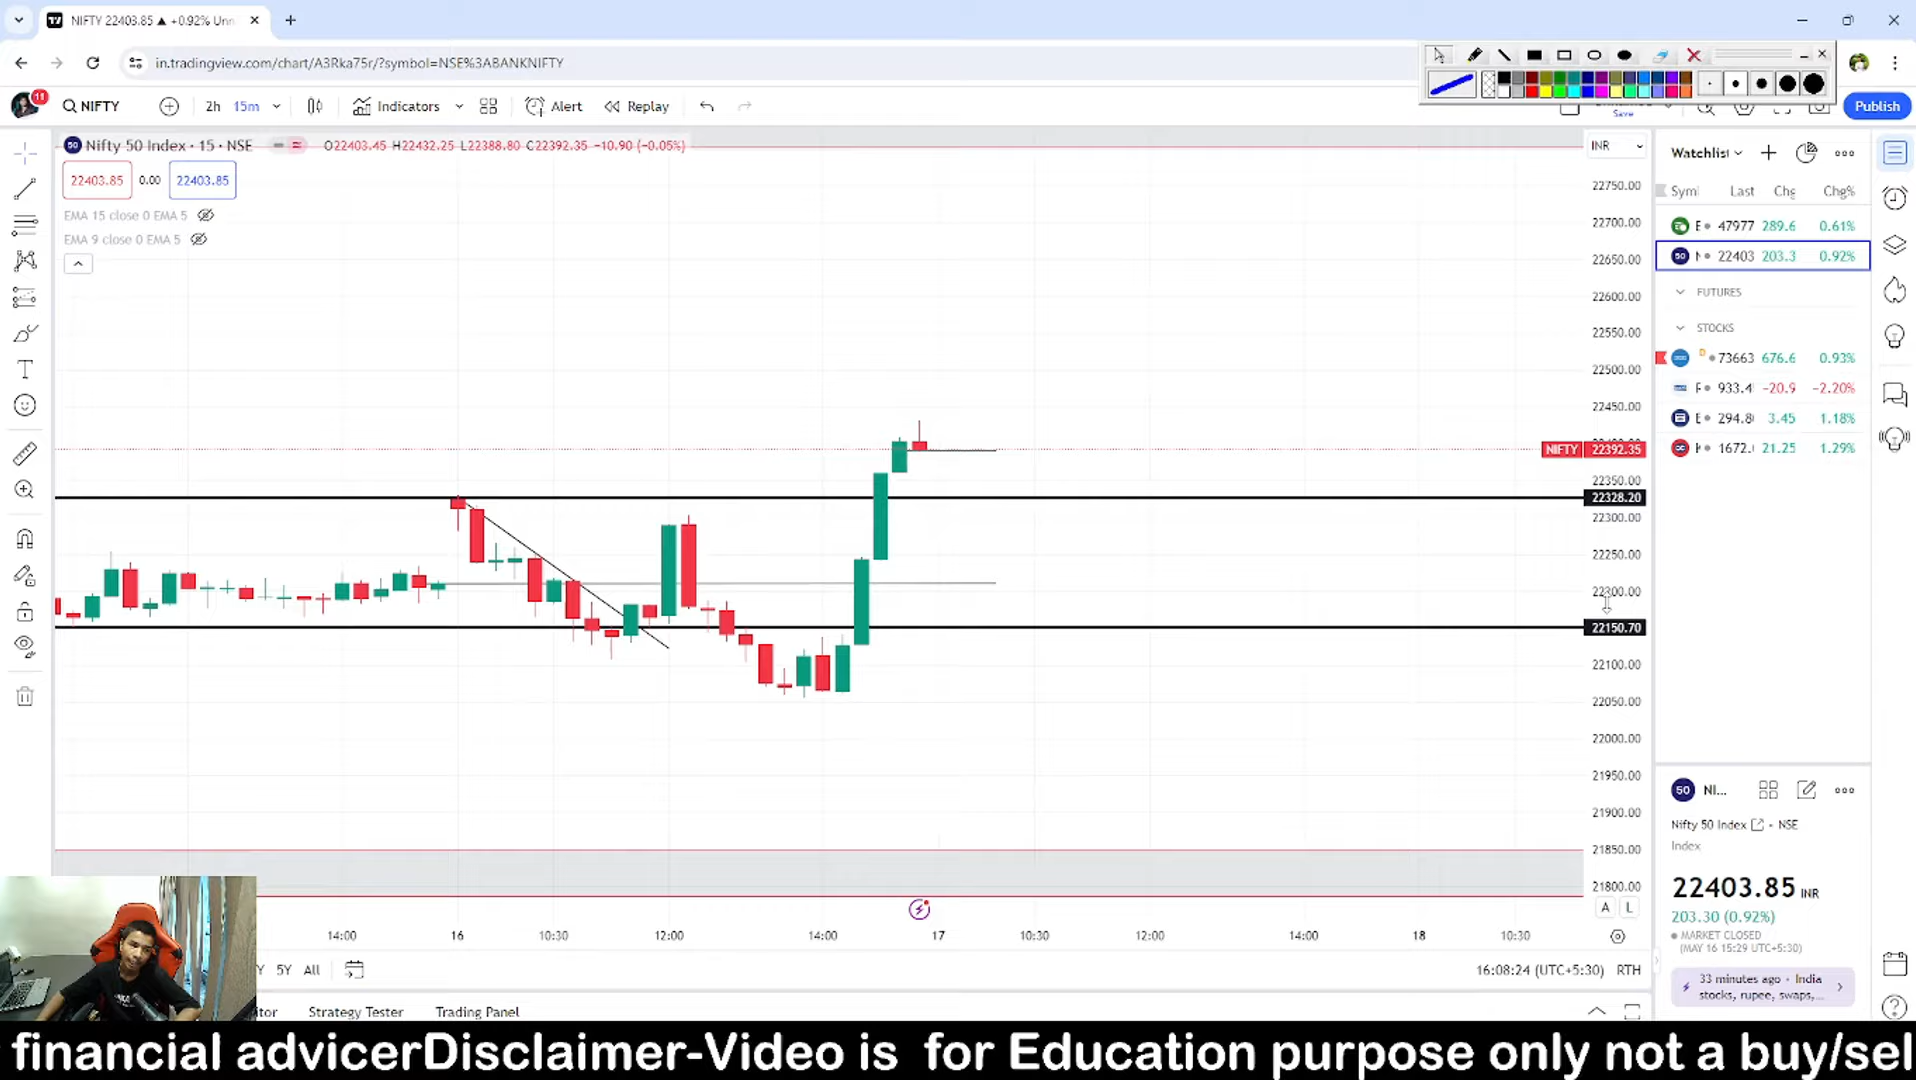 NIFTY 22403.85 ▲ +0.92% Unn
in.tradingview.com/chart/A3Rka75r/?symbol=NSE%3ABANKNIFTY
11
NIFTY
2h
15m
Indicators
Alert
Replay
Save
Publish
Nifty 50 Index · 15 · NSE
O22403.45 H22432.25 L22388.80 C22392.35 −10.90 (−0.05%)
22403.85
0.00
22403.85
EMA 15 close 0 EMA 5
EMA 9 close 0 EMA 5
INR
22750.00
22700.00
22650.00
22600.00
22550.00
22500.00
22450.00
NIFTY 22392.35
22350.00
22328.20
22300.00
22250.00
22200.00
22150.70
22100.00
22050.00
22000.00
21950.00
21900.00
21850.00
21800.00
A L
14:00
16
10:30
12:00
14:00
17
10:30
12:00
14:00
18
10:30
5Y
All
16:08:24 (UTC+5:30)
RTH
Strategy Tester
Trading Panel
Watchlist
Sym Last Chg Chg%
47977 289.6 0.61%
22403 203.3 0.92%
FUTURES
STOCKS
D 73663 676.6 0.93%
933.4 −20.9 −2.20%
294.8 3.45 1.18%
1672. 21.25 1.29%
50 NI...
Nifty 50 Index · NSE
Index
22403.85 INR
203.30 (0.92%)
MARKET CLOSED
(MAY 16 15:29 UTC+5:30)
33 minutes ago · India
stocks, rupee, swaps,...
financial advicerDisclaimer-Video is for Education purpose only not a buy/sel